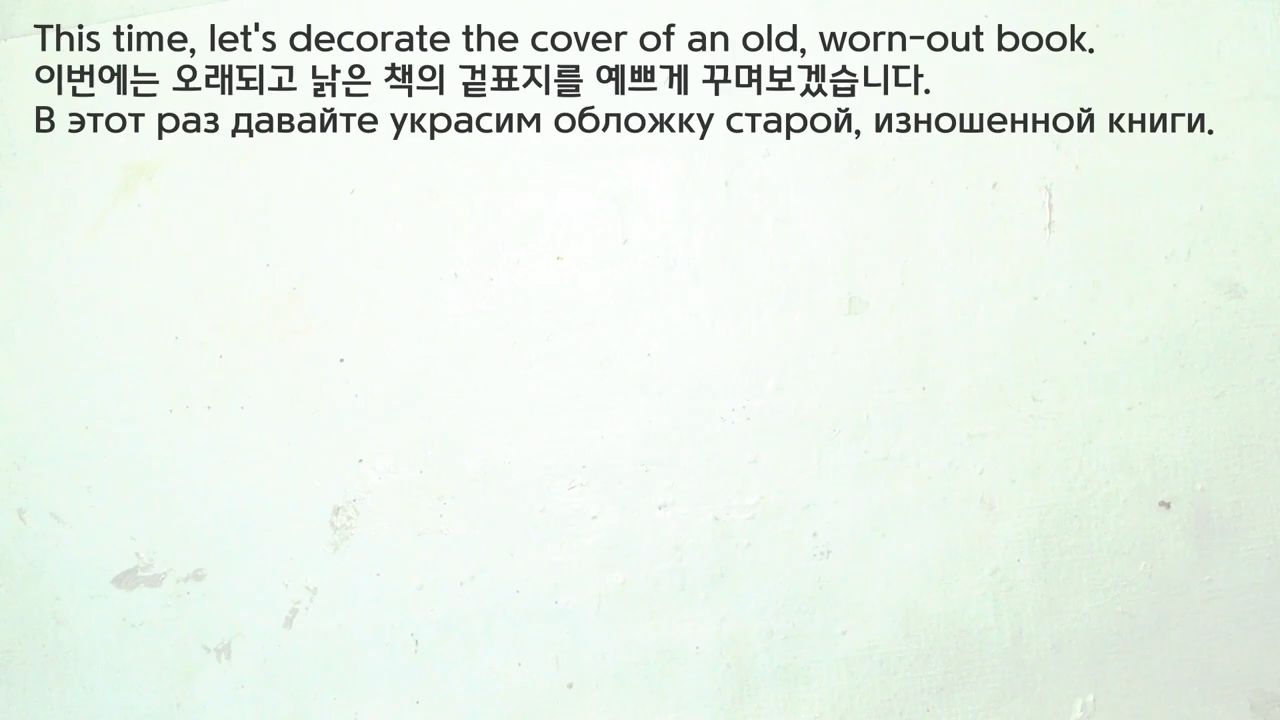 This time, let's decorate the cover of an old, worn-out book.
이번에는 오래되고 낡은 책의 겉표지를 예쁘게 꾸며보겠습니다.
В этот раз давайте украсим обложку старой, изношенной книги.